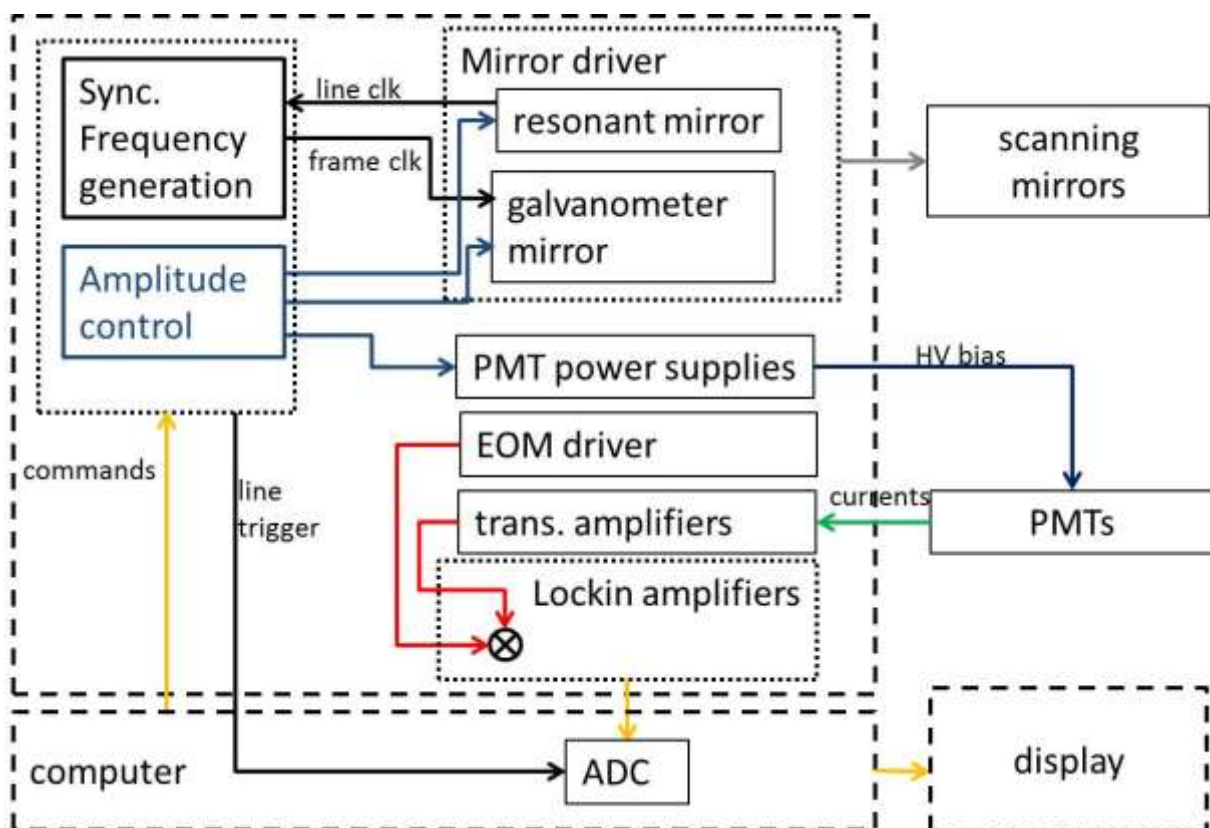 Sync.
Frequency
generation
line clk
frame clk
Mirror driver
resonant mirror
galvanometer
mirror
scanning
mirrors
Amplitude
control
PMT power supplies
HV bias
EOM driver
commands
line
trigger
trans. amplifiers
currents
PMTs
Lockin amplifiers
computer
ADC
display